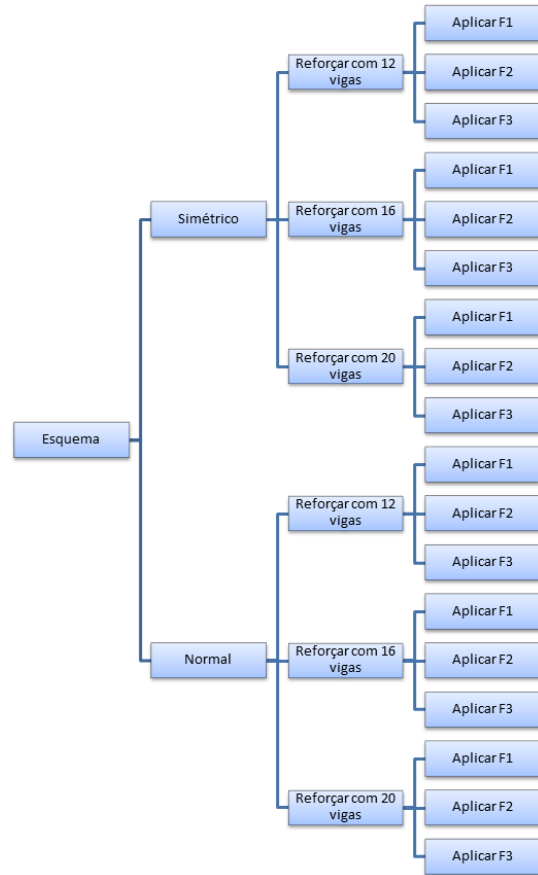 Esquema
Simétrico
Reforçar com 12
vigas
Aplicar F1
Aplicar F2
Aplicar F3
Reforçar com 16
vigas
Aplicar F1
Aplicar F2
Aplicar F3
Reforçar com 20
vigas
Aplicar F1
Aplicar F2
Aplicar F3
Normal
Reforçar com 12
vigas
Aplicar F1
Aplicar F2
Aplicar F3
Reforçar com 16
vigas
Aplicar F1
Aplicar F2
Aplicar F3
Reforçar com 20
vigas
Aplicar F1
Aplicar F2
Aplicar F3